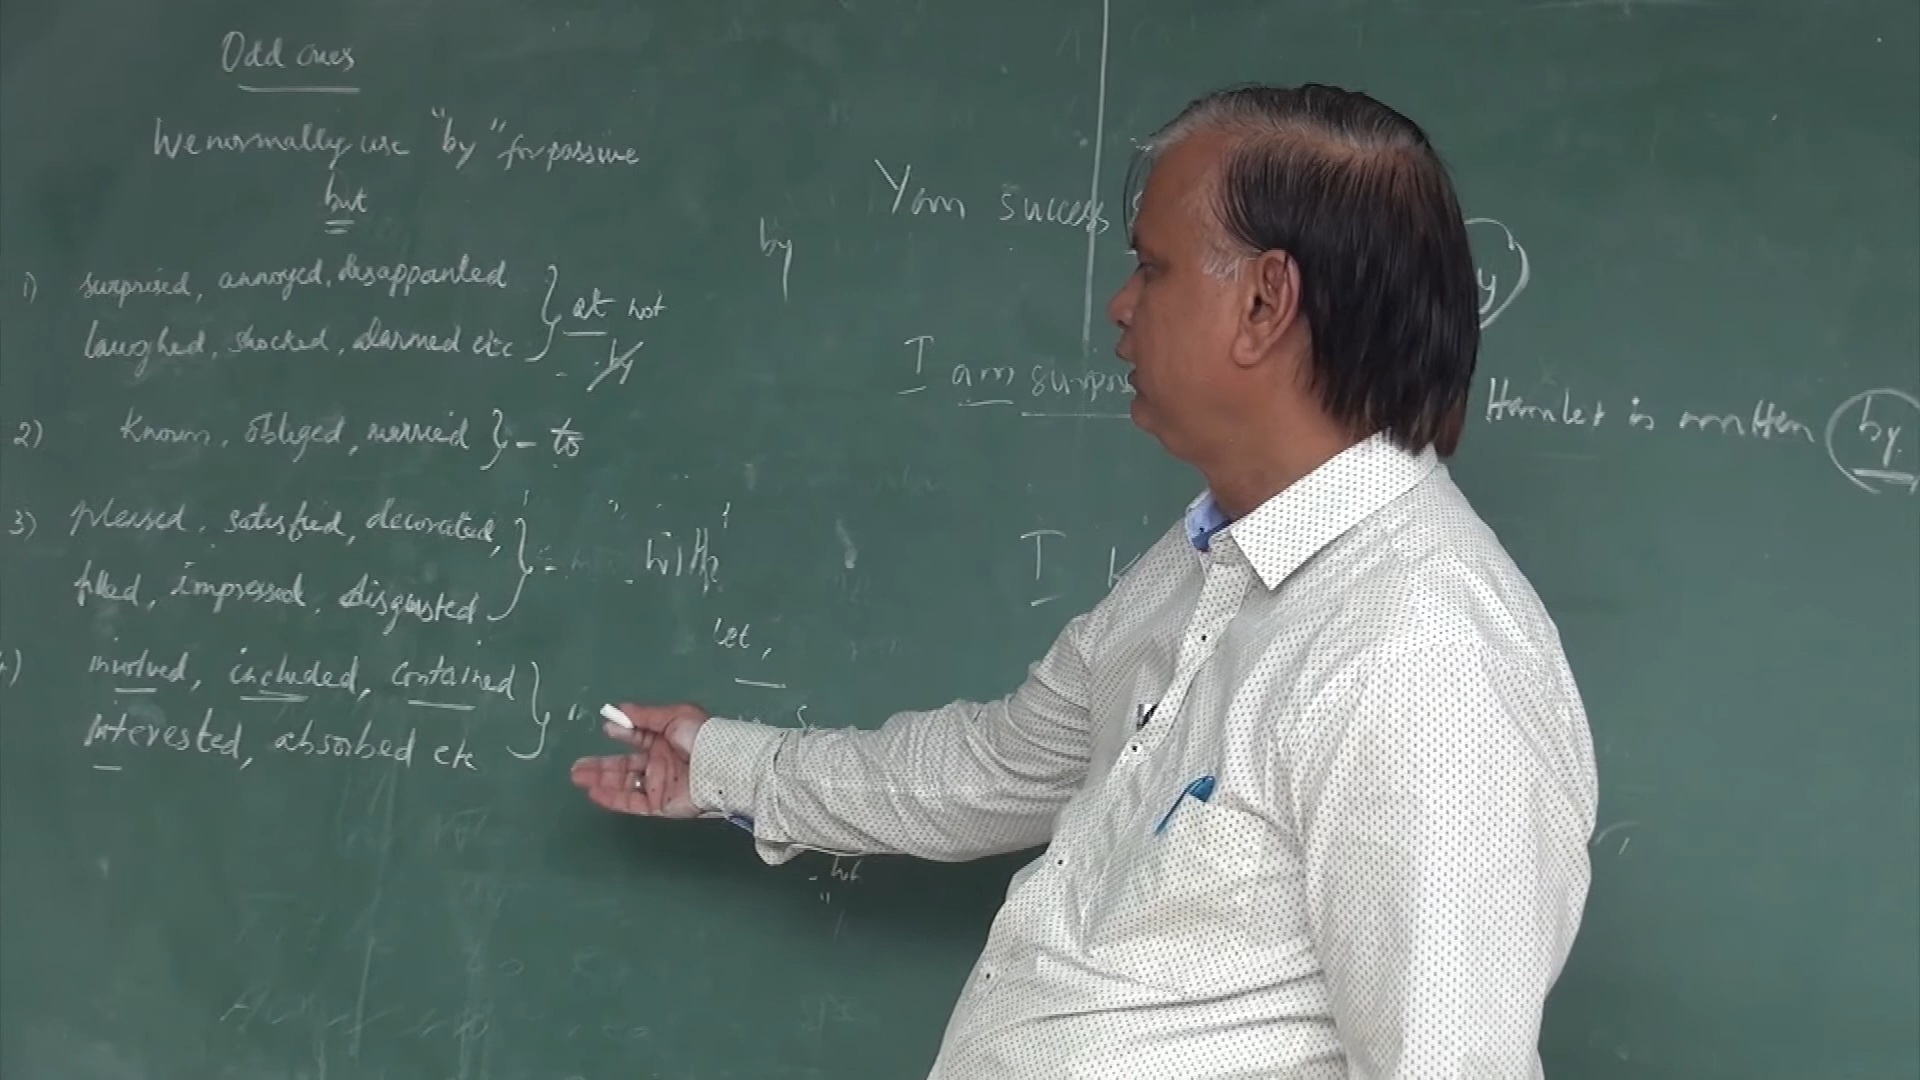 Odd ones
We normally use "by" for passive
but
1) surprised, annoyed, disappointed
laughed, shocked, alarmed etc } at not by
2) Known, obliged, married } - to
3) pleased, satisfied, decorated,
filled, impressed, disgusted } = with
4) involved, included, contained
interested, absorbed etc } in
by
Your success
I am
I
let,
Hamlet is written by